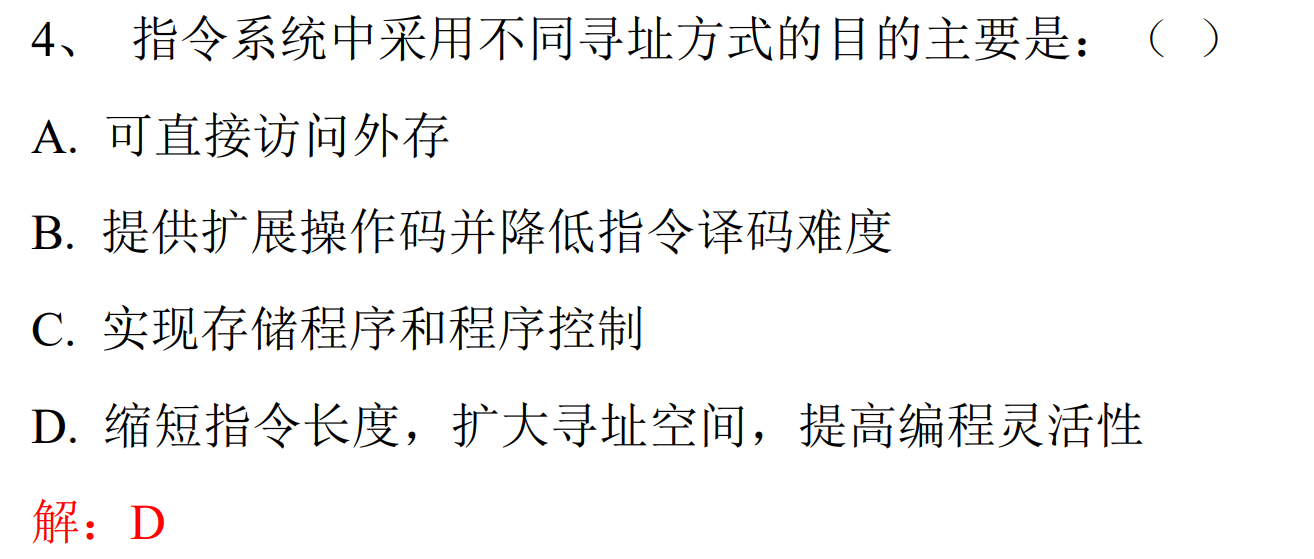 4、 指令系统中采用不同寻址方式的目的主要是：（ ）
A. 可直接访问外存
B. 提供扩展操作码并降低指令译码难度
C. 实现存储程序和程序控制
D. 缩短指令长度，扩大寻址空间，提高编程灵活性
解：D